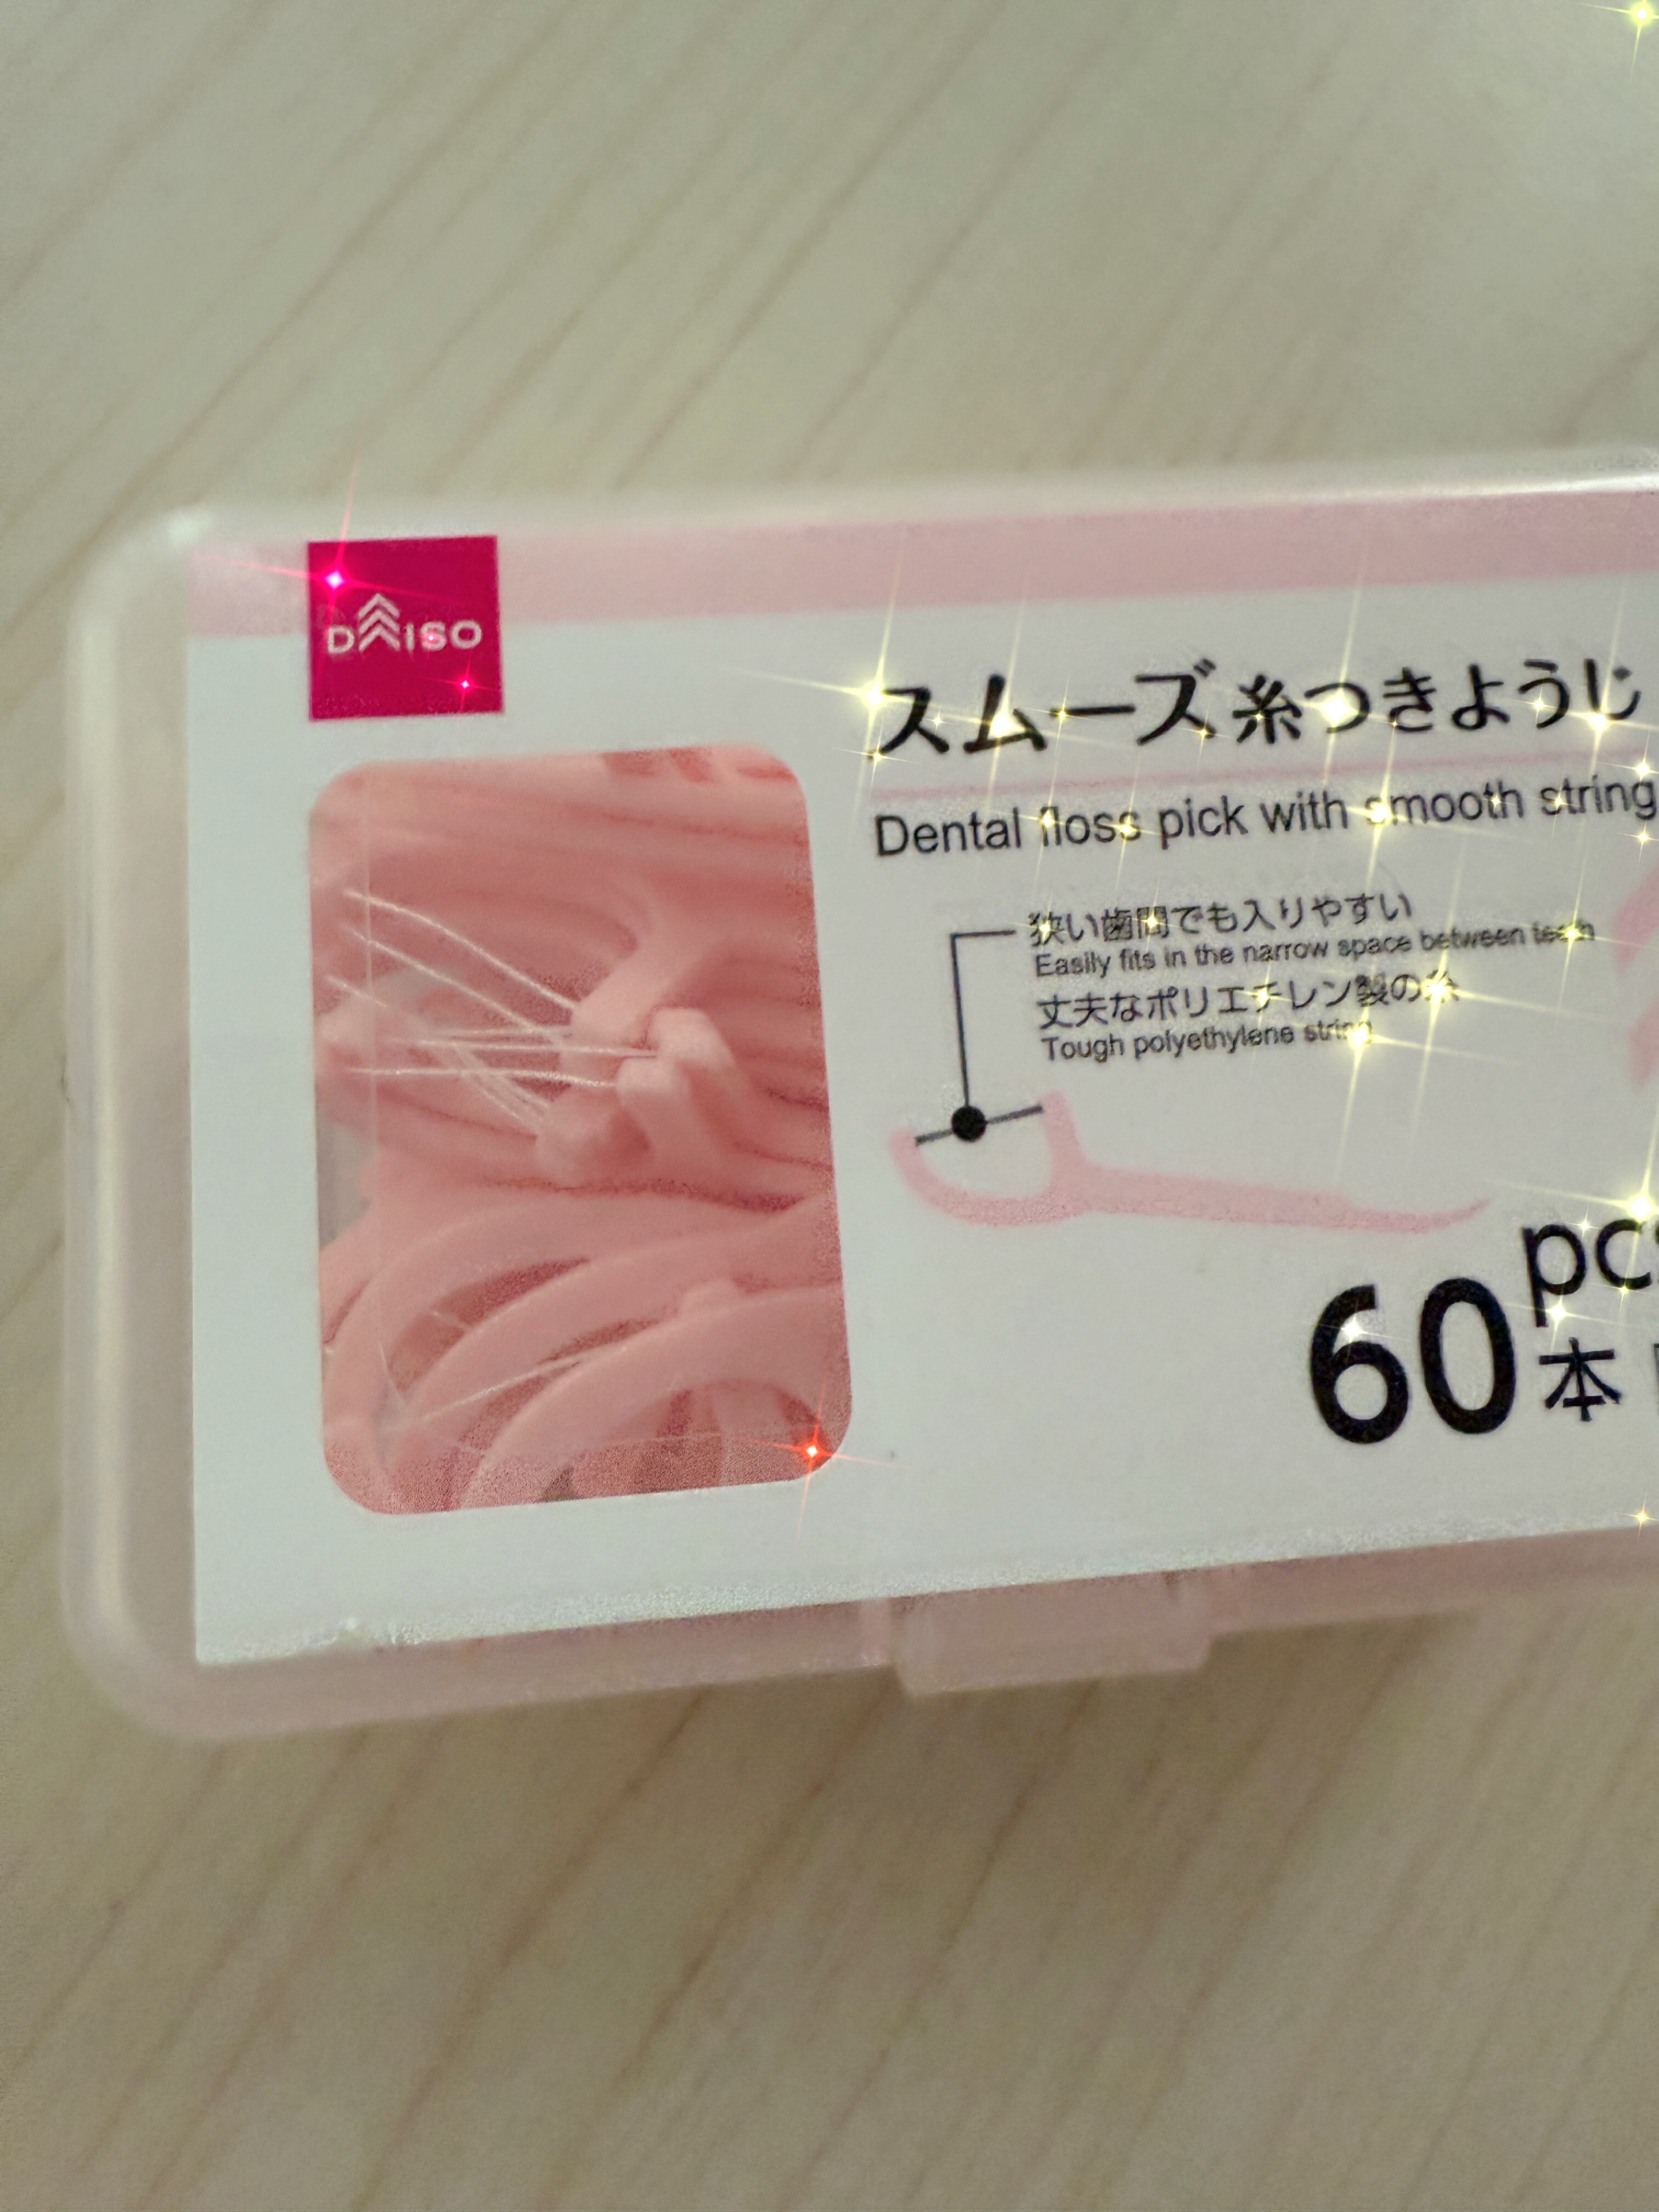 DAISO
スムーズ糸つきようじ
Dental floss pick with smooth string
狭い歯間でも入りやすい
Easily fits in the narrow space between teeth
丈夫なポリエチレン製の糸
Tough polyethylene string
60
pcs
本